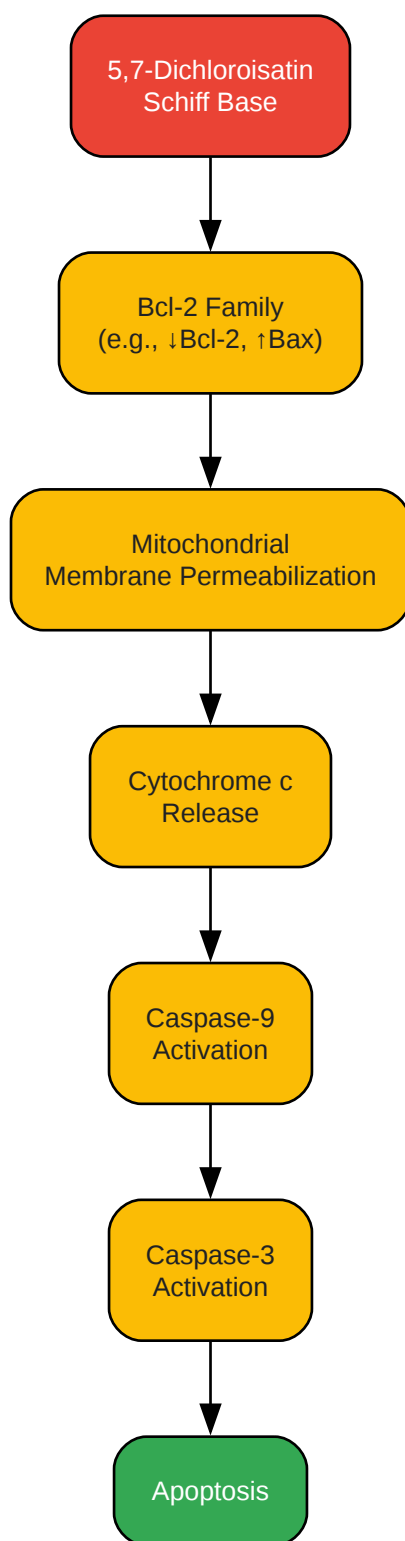 5,7-Dichloroisatin
Schiff Base
Bcl-2 Family
(e.g., ↓Bcl-2, ↑Bax)
Mitochondrial
Membrane Permeabilization
Cytochrome c
Release
Caspase-9
Activation
Caspase-3
Activation
Apoptosis